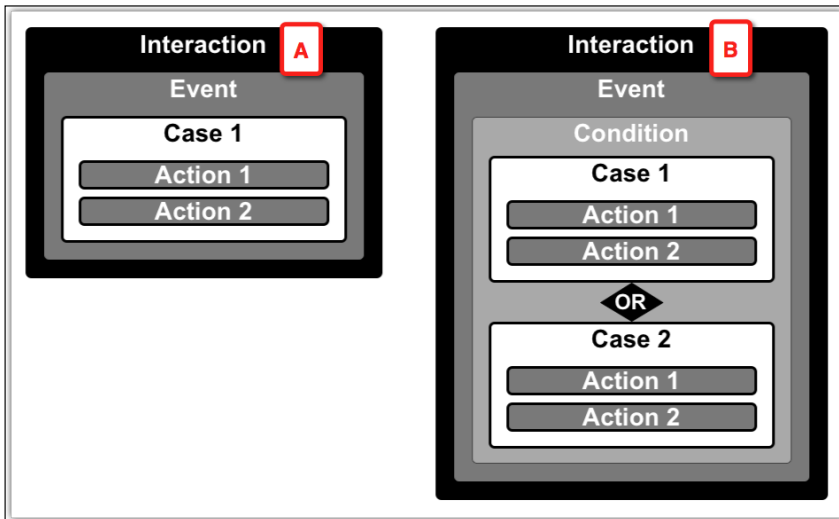 Interaction A
Event
Case 1
Action 1
Action 2
Interaction B
Event
Condition
Case 1
Action 1
Action 2
OR
Case 2
Action 1
Action 2